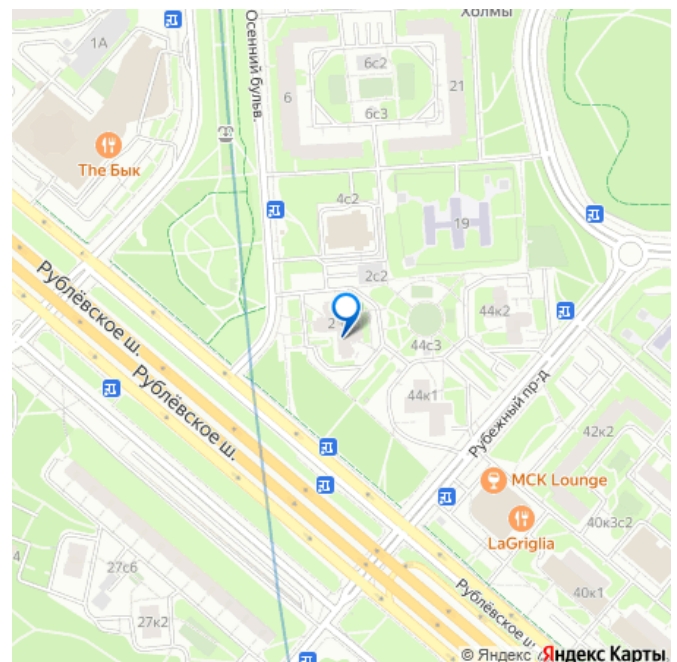 Холмы
1А
Осенний бульв.
6с2
6
21
6с3
The Бык
4с2
19
2с2
Рублёвское ш.
2
44к2
44с3
Рублёвское ш.
44к1
Рубежный пр-д
42к2
MCK Lounge
40к3с2
LaGriglia
4
27с6
40к1
Рублёвское ш.
27к2
© Яндекс Яндекс Карты